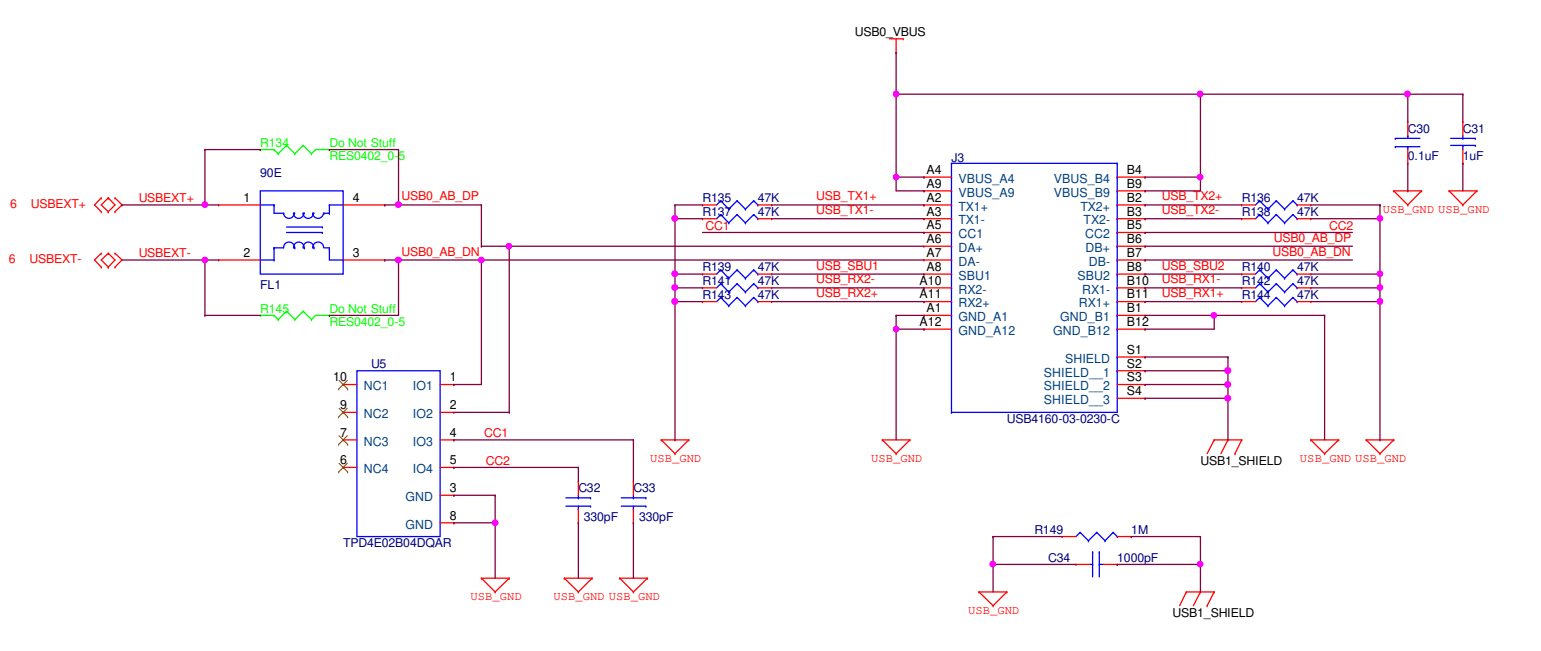 USB0_VBUS
R134
Do Not Stuff
RES0402_0-5
90E
6 USBEXT+
USBEXT+
1
4
USB0_AB_DP
6 USBEXT-
USBEXT-
2
3
USB0_AB_DN
FL1
R145
Do Not Stuff
RES0402_0-5
U5
10 NC1 IO1 1
9 NC2 IO2 2
7 NC3 IO3 4 CC1
6 NC4 IO4 5 CC2
GND 3
GND 8
TPD4E02B04DQAR
C32
330pF
C33
330pF
USB_GND
USB_GND
USB_GND
R135 47K USB_TX1+
R137 47K USB_TX1-
CC1
R139 47K USB_SBU1
R141 47K USB_RX2-
R143 47K USB_RX2+
USB_GND
J3
A4 VBUS_A4 VBUS_B4 B4
A9 VBUS_A9 VBUS_B9 B9
A2 TX1+ TX2+ B2
A3 TX1- TX2- B3
A5 CC1 CC2 B5
A6 DA+ DB+ B6
A7 DA- DB- B7
A8 SBU1 SBU2 B8
A10 RX2- RX1- B10
A11 RX2+ RX1+ B11
A1 GND_A1 GND_B1 B1
A12 GND_A12 GND_B12 B12
SHIELD S1
SHIELD__1 S2
SHIELD__2 S3
SHIELD__3 S4
USB4160-03-0230-C
USB_GND
USB_TX2+ R136 47K
USB_TX2- R138 47K
CC2
USB0_AB_DP
USB0_AB_DN
USB_SBU2 R140 47K
USB_RX1- R142 47K
USB_RX1+ R144 47K
C30
0.1uF
C31
1uF
USB_GND
USB_GND
USB1_SHIELD
USB_GND
USB_GND
R149
1M
C34
1000pF
USB_GND
USB1_SHIELD